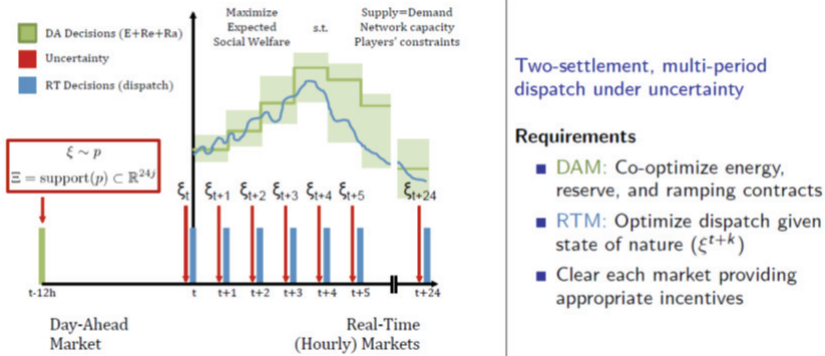 DA Decisions (E+Re+Ra)
Uncertainty
RT Decisions (dispatch)
Maximize
Expected
Social Welfare
s.t.
Supply=Demand
Network capacity
Players' constraints
ξ ∼ p
Ξ = support(p) ⊂ ℝ^{24j}
ξt
ξt+1
ξt+2
ξt+3
ξt+4
ξt+5
ξt+24
t-12h
t
t+1
t+2
t+3
t+4
t+5
t+24
Day-Ahead
Market
Real-Time
(Hourly) Markets
Two-settlement, multi-period
dispatch under uncertainty
Requirements
DAM: Co-optimize energy,
reserve, and ramping contracts
RTM: Optimize dispatch given
state of nature (ξ^{t+k})
Clear each market providing
appropriate incentives